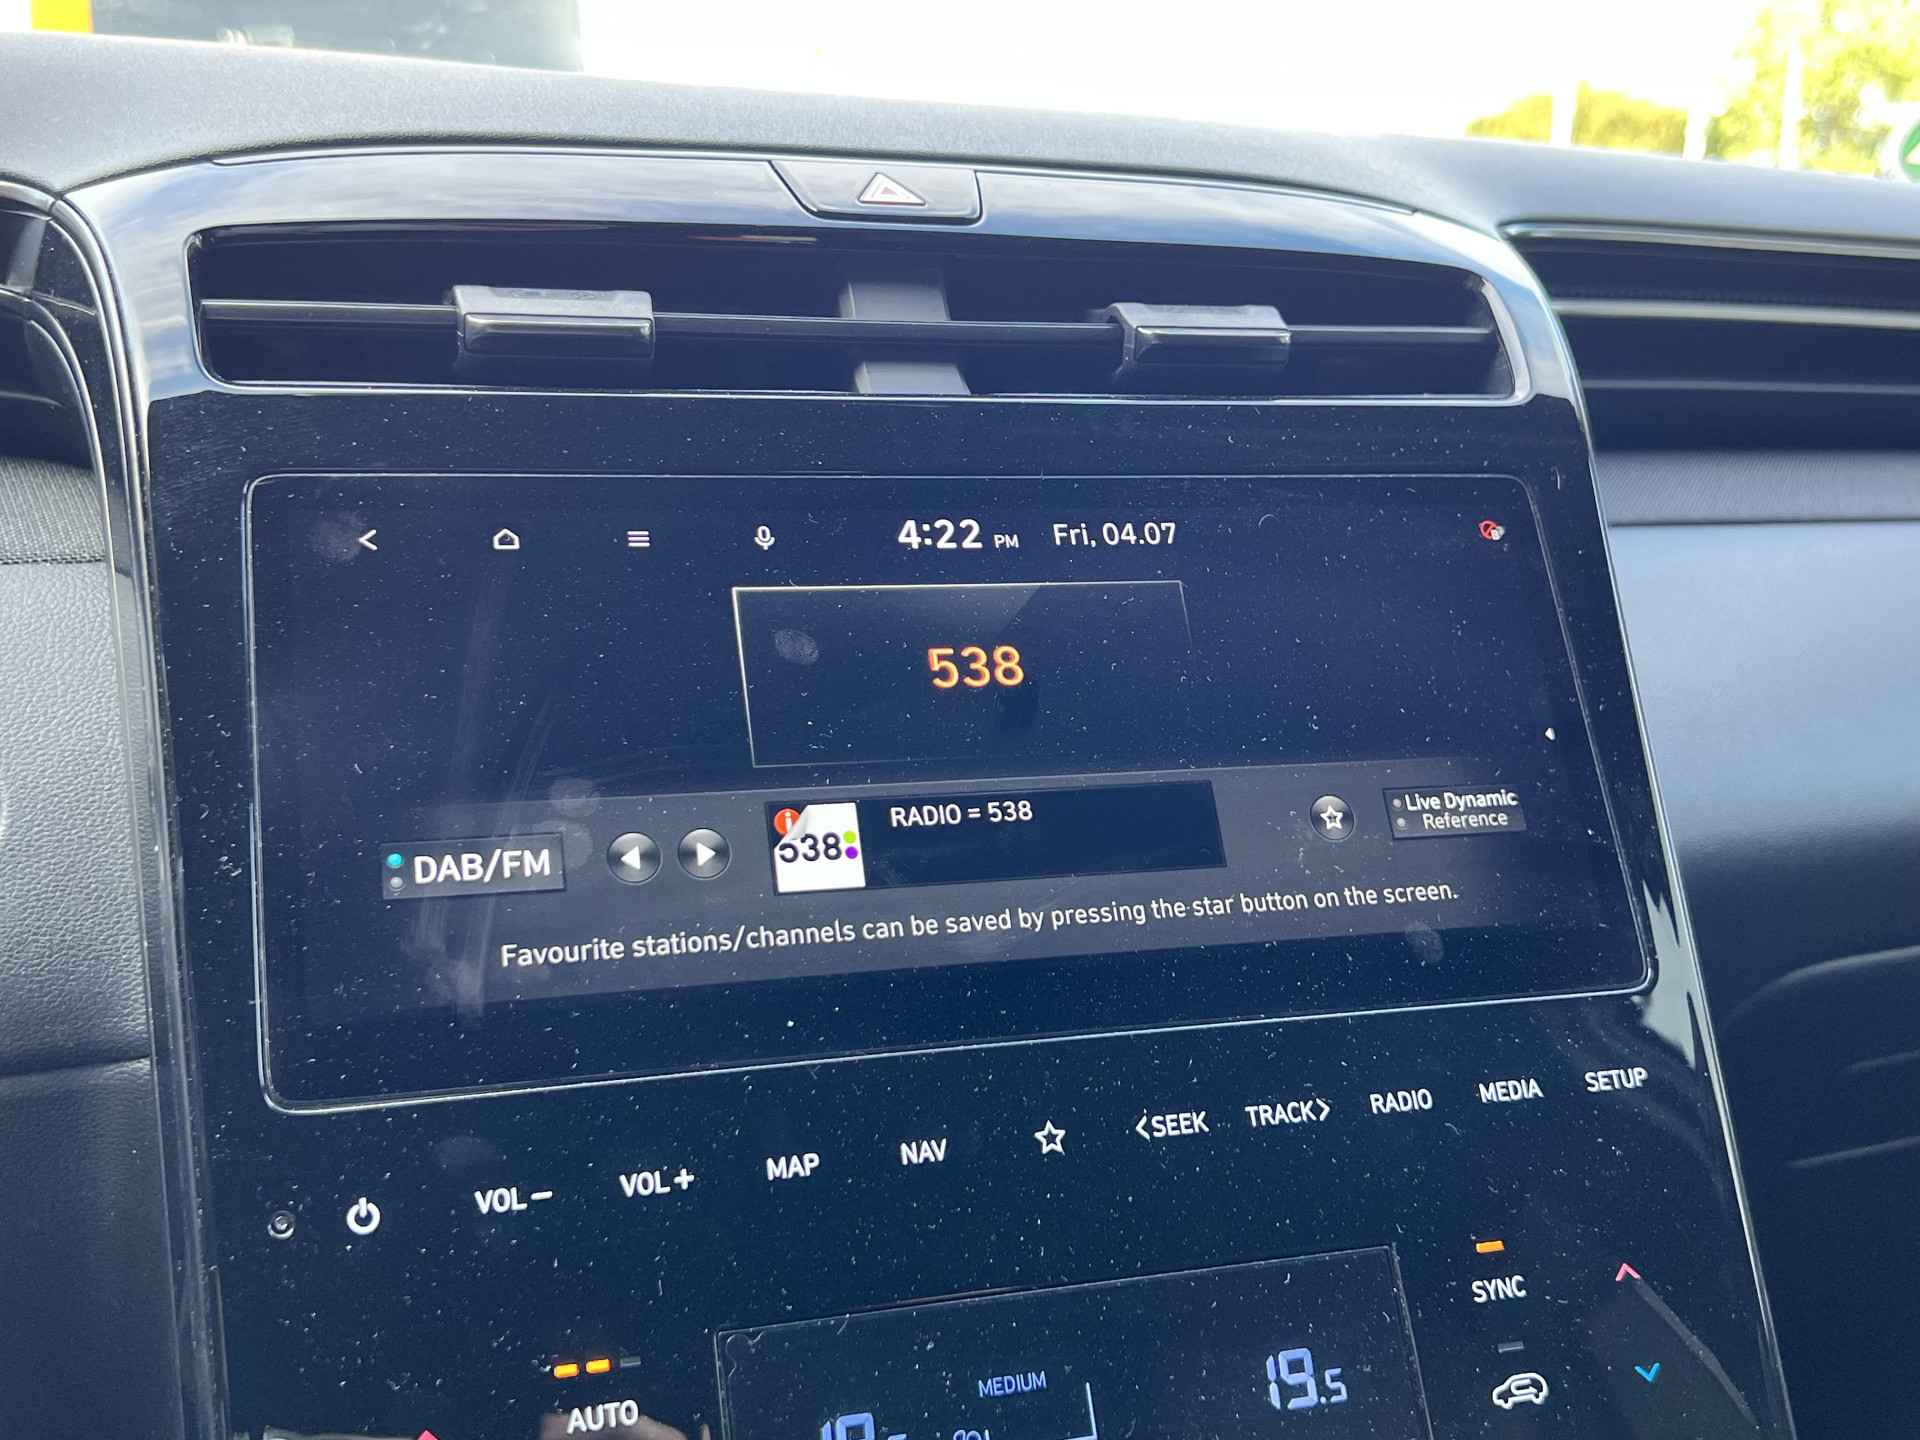 4:22 PM Fri, 04.07
538
RADIO = 538
538
DAB/FM
Live Dynamic
Reference
Favourite stations/channels can be saved by pressing the star button on the screen.
VOL− VOL+ MAP NAV <SEEK TRACK> RADIO MEDIA SETUP
SYNC
AUTO
MEDIUM
19.5